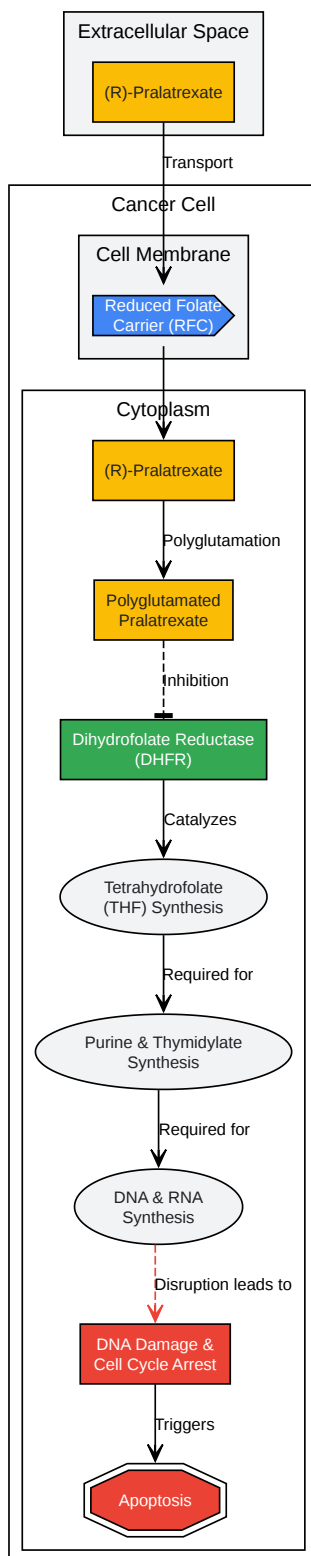 Extracellular Space
(R)-Pralatrexate
Transport
Cancer Cell
Cell Membrane
Reduced Folate
Carrier (RFC)
Cytoplasm
(R)-Pralatrexate
Polyglutamation
Polyglutamated
Pralatrexate
Inhibition
Dihydrofolate Reductase
(DHFR)
Catalyzes
Tetrahydrofolate
(THF) Synthesis
Required for
Purine & Thymidylate
Synthesis
Required for
DNA & RNA
Synthesis
Disruption leads to
DNA Damage &
Cell Cycle Arrest
Triggers
Apoptosis